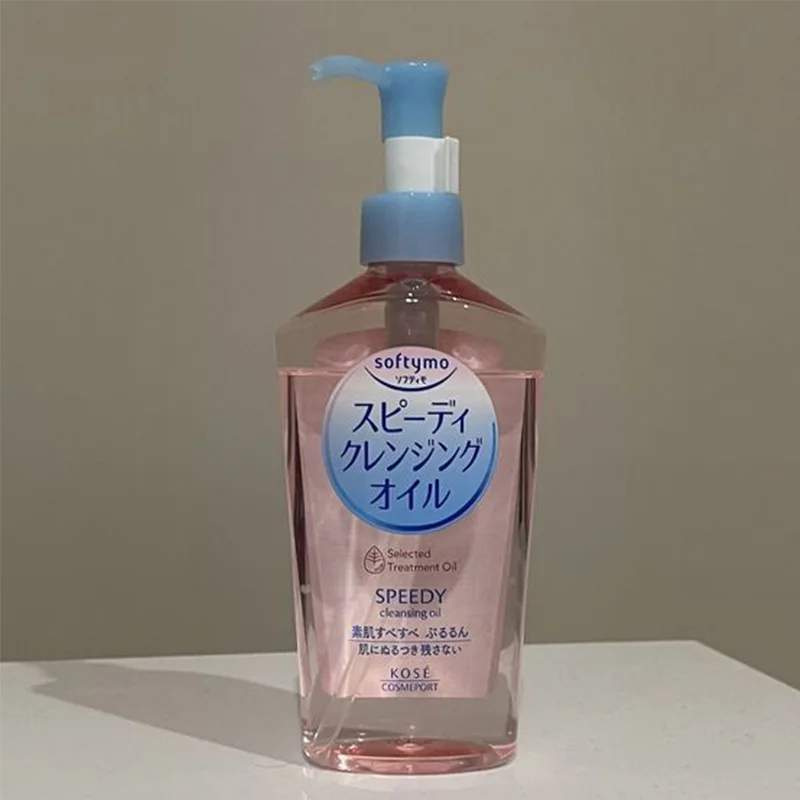 softymo
ソフティモ
スピーディ
クレンジング
オイル
Selected
Treatment Oil
SPEEDY
cleansing oil
素肌すべすべ ぷるるん
肌にぬるつき残さない
KOSÉ
COSMEPORT